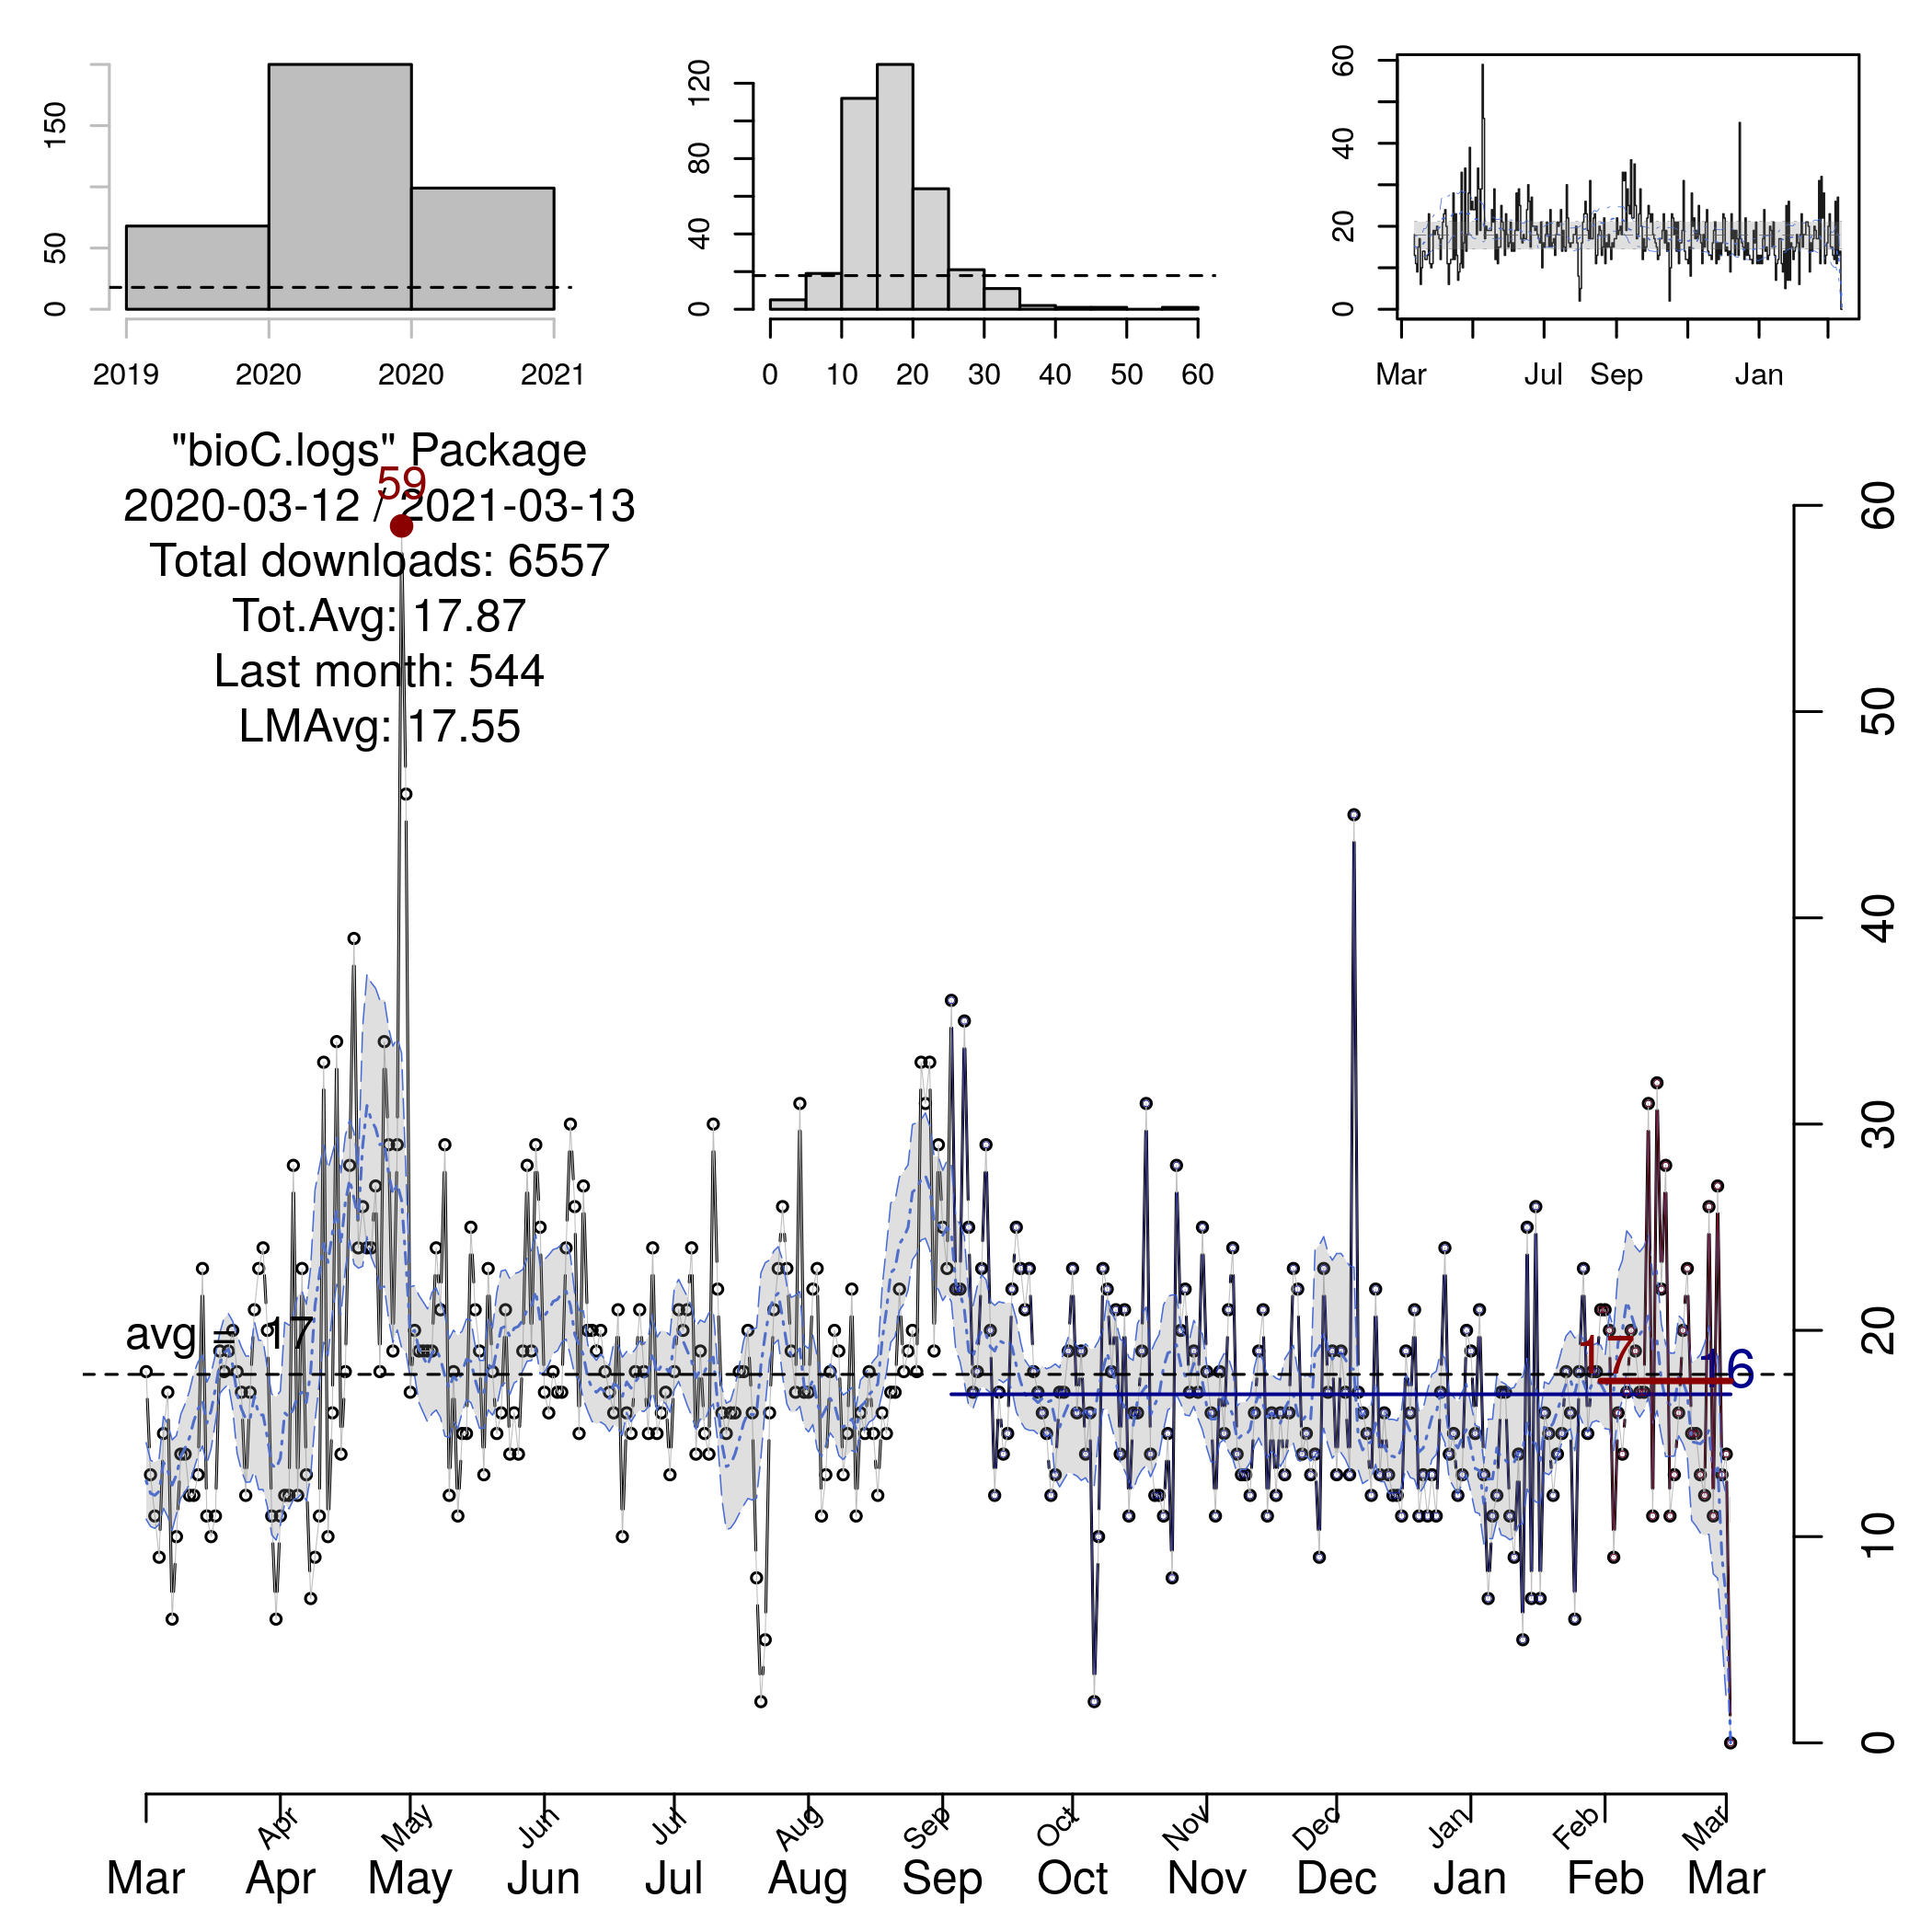 150
50
0
2019 2020 2020 2021
120
80
40
0
0 10 20 30 40 50 60
60
40
20
0
Mar Jul Sep Jan
"bioC.logs" Package
59
2020-03-12 / 2021-03-13
Total downloads: 6557
Tot.Avg: 17.87
Last month: 544
LMAvg: 17.55
avg = 17
17
16
60
50
40
30
20
10
0
Apr May Jun Jul Aug Sep Oct Nov Dec Jan Feb Mar
Mar Apr May Jun Jul Aug Sep Oct Nov Dec Jan Feb Mar